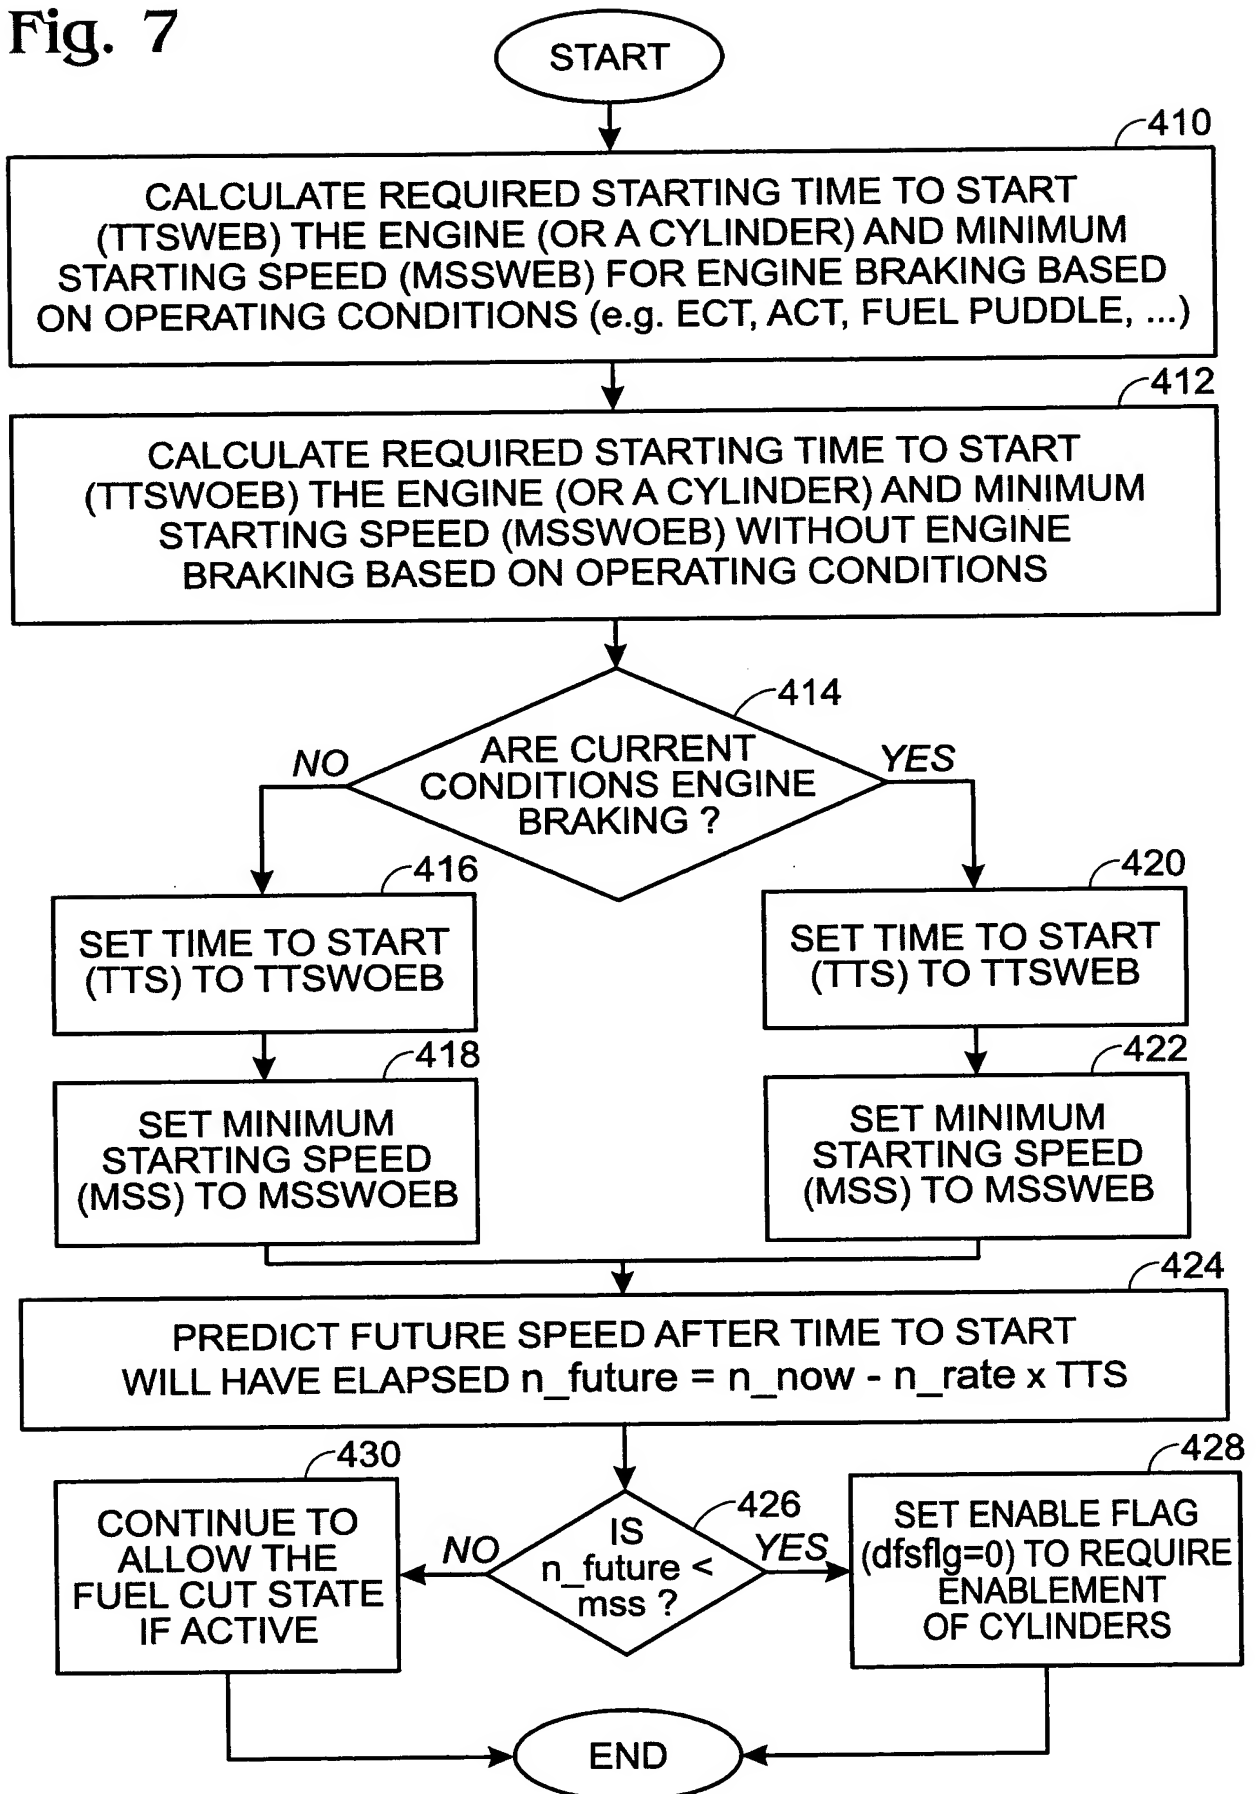 Fig. 7
START
410
CALCULATE REQUIRED STARTING TIME TO START
(TTSWEB) THE ENGINE (OR A CYLINDER) AND MINIMUM
STARTING SPEED (MSSWEB) FOR ENGINE BRAKING BASED
ON OPERATING CONDITIONS (e.g. ECT, ACT, FUEL PUDDLE, ...)
412
CALCULATE REQUIRED STARTING TIME TO START
(TTSWOEB) THE ENGINE (OR A CYLINDER) AND MINIMUM
STARTING SPEED (MSSWOEB) WITHOUT ENGINE
BRAKING BASED ON OPERATING CONDITIONS
414
ARE CURRENT
CONDITIONS ENGINE
BRAKING ?
NO
YES
416
SET TIME TO START
(TTS) TO TTSWOEB
420
SET TIME TO START
(TTS) TO TTSWEB
418
SET MINIMUM
STARTING SPEED
(MSS) TO MSSWOEB
422
SET MINIMUM
STARTING SPEED
(MSS) TO MSSWEB
424
PREDICT FUTURE SPEED AFTER TIME TO START
WILL HAVE ELAPSED n_future = n_now - n_rate x TTS
430
CONTINUE TO
ALLOW THE
FUEL CUT STATE
IF ACTIVE
NO
426
IS
n_future <
mss ?
YES
428
SET ENABLE FLAG
(dfsflg=0) TO REQUIRE
ENABLEMENT
OF CYLINDERS
END